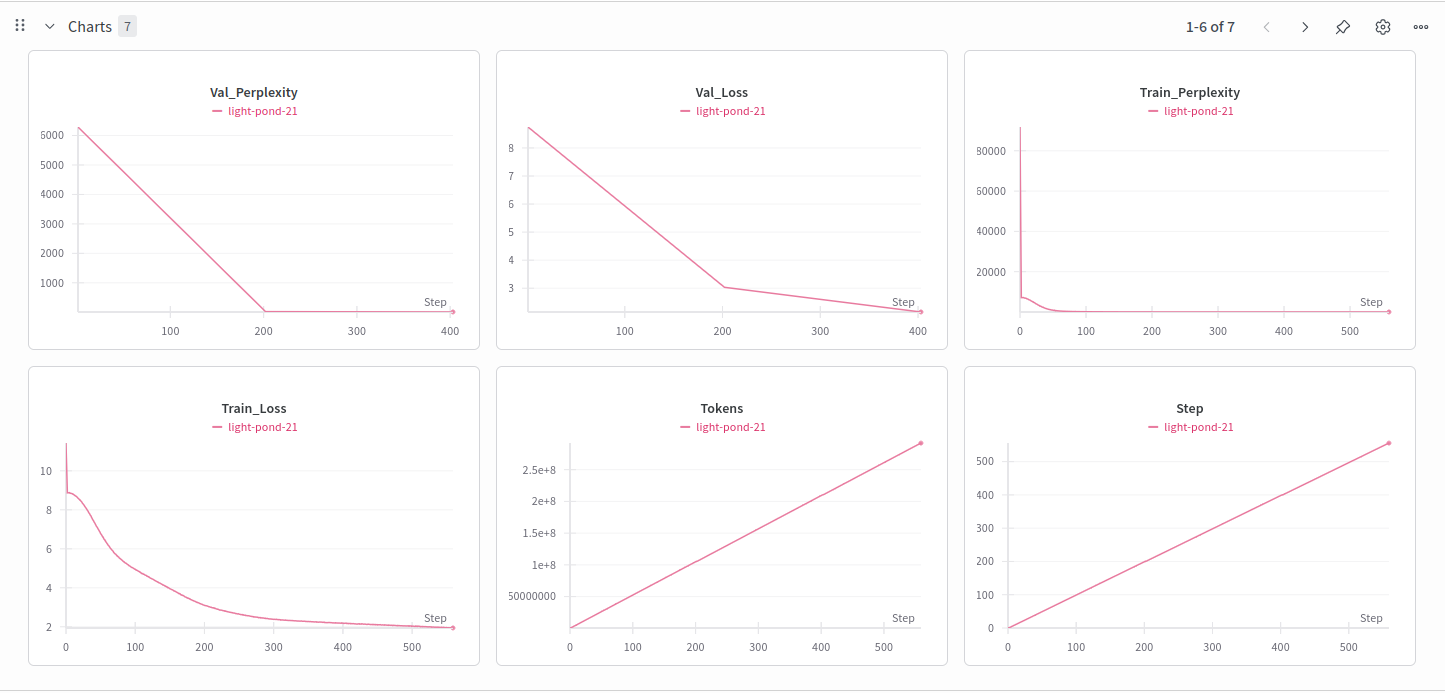 Charts 7
1-6 of 7
Val_Perplexity
light-pond-21
6000
5000
4000
3000
2000
1000
Step
100 200 300 400
Val_Loss
light-pond-21
8
7
6
5
4
3
Step
100 200 300 400
Train_Perplexity
light-pond-21
80000
60000
40000
20000
Step
0 100 200 300 400 500
Train_Loss
light-pond-21
10
8
6
4
2
Step
0 100 200 300 400 500
Tokens
light-pond-21
2.5e+8
2e+8
1.5e+8
1e+8
50000000
Step
0 100 200 300 400 500
Step
light-pond-21
500
400
300
200
100
0
Step
0 100 200 300 400 500